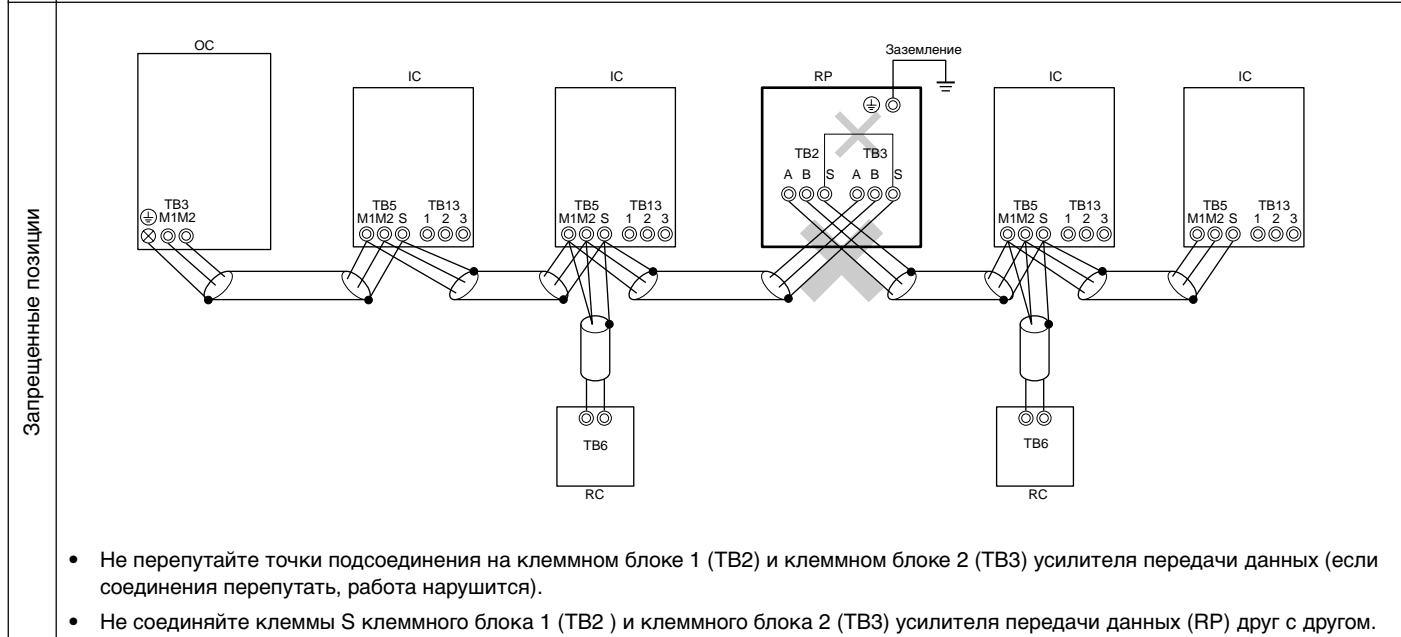 Запрещенные позиции
OC
Заземление
IC
IC
RP
IC
IC
TB2
TB3
A B S
A B S
TB3
M1M2
TB5
M1M2 S
TB13
1 2 3
TB5
M1M2 S
TB13
1 2 3
TB5
M1M2 S
TB13
1 2 3
TB5
M1M2 S
TB13
1 2 3
TB6
RC
TB6
RC
• Не перепутайте точки подсоединения на клеммном блоке 1 (TB2) и клеммном блоке 2 (TB3) усилителя передачи данных (если
соединения перепутать, работа нарушится).
• Не соединяйте клеммы S клеммного блока 1 (TB2 ) и клеммного блока 2 (TB3) усилителя передачи данных (RP) друг с другом.